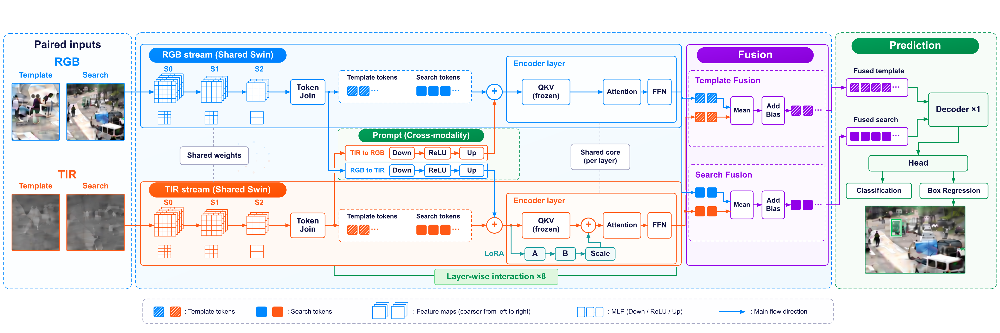 Paired inputs
RGB
Template
Search
TIR
Template
Search
RGB stream (Shared Swin)
S0
S1
S2
Token
Join
Template tokens
...
Search tokens
...
+
Encoder layer
QKV
(frozen)
Attention
FFN
Shared weights
Prompt (Cross-modality)
TIR to RGB
Down
ReLU
Up
RGB to TIR
Down
ReLU
Up
Shared core
(per layer)
TIR stream (Shared Swin)
S0
S1
S2
Token
Join
Template tokens
...
Search tokens
...
+
Encoder layer
QKV
(frozen)
+
Attention
FFN
LoRA
A
B
Scale
Layer-wise interaction ×8
Fusion
Template Fusion
Mean
Add
Bias
...
Search Fusion
Mean
Add
Bias
...
Prediction
Fused template
...
Fused search
...
Decoder ×1
Head
Classification
Box Regression
: Template tokens
: Search tokens
: Feature maps (coarser from left to right)
: MLP (Down / ReLU / Up)
: Main flow direction